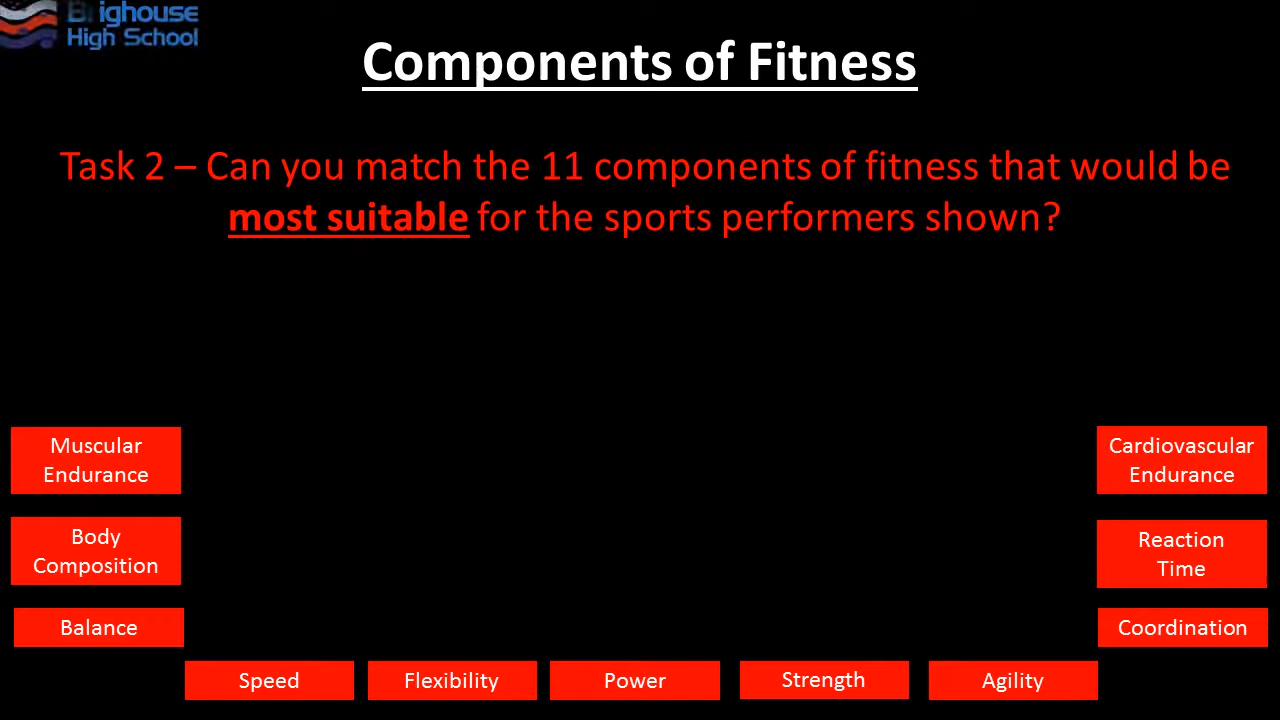 Brighouse
High School
Components of Fitness
Task 2 – Can you match the 11 components of fitness that would be
most suitable for the sports performers shown?
Muscular
Endurance
Cardiovascular
Endurance
Body
Composition
Reaction
Time
Balance
Coordination
Speed
Flexibility
Power
Strength
Agility